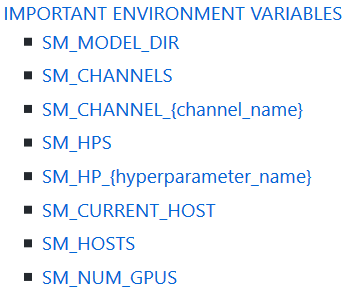 IMPORTANT ENVIRONMENT VARIABLES
SM_MODEL_DIR
SM_CHANNELS
SM_CHANNEL_{channel_name}
SM_HPS
SM_HP_{hyperparameter_name}
SM_CURRENT_HOST
SM_HOSTS
SM_NUM_GPUS